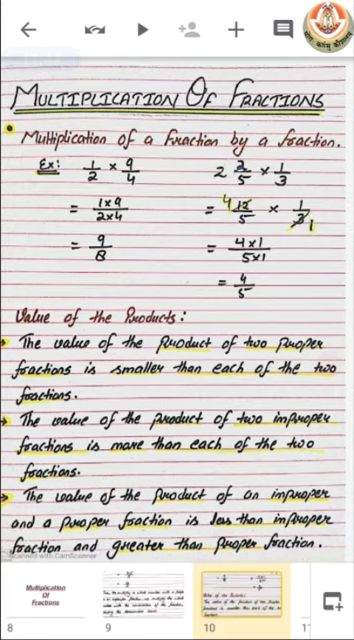 MULTIPLICATION OF FRACTIONS
Multiplication of a fraction by a fraction.
Ex: 1/2 × 9/4
= 1×9/2×4
= 9/8
2 2/5 × 1/3
= 4 12/5 × 1/3 1
= 4×1/5×1
= 4/5
Value of the Products:
The value of the product of two proper
fractions is smaller than each of the two
fractions.
The value of the product of two improper
fractions is more than each of the two
fractions.
The value of the product of an improper
and a proper fraction is less than improper
fraction and greater than proper fraction.
Scanned with CamScanner
8
Multiplication
Of
Fractions
9
10
11